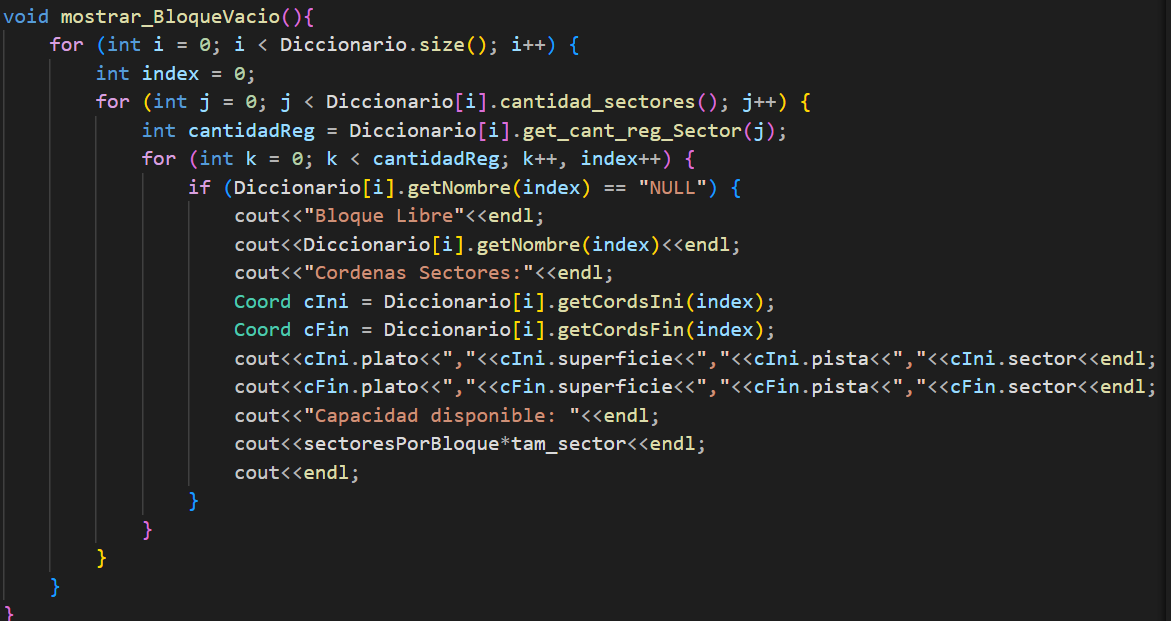 void mostrar_BloqueVacio(){
    for (int i = 0; i < Diccionario.size(); i++) {
        int index = 0;
        for (int j = 0; j < Diccionario[i].cantidad_sectores(); j++) {
            int cantidadReg = Diccionario[i].get_cant_reg_Sector(j);
            for (int k = 0; k < cantidadReg; k++, index++) {
                if (Diccionario[i].getNombre(index) == "NULL") {
                    cout<<"Bloque Libre"<<endl;
                    cout<<Diccionario[i].getNombre(index)<<endl;
                    cout<<"Cordenas Sectores:"<<endl;
                    Coord cIni = Diccionario[i].getCordsIni(index);
                    Coord cFin = Diccionario[i].getCordsFin(index);
                    cout<<cIni.plato<<","<<cIni.superficie<<","<<cIni.pista<<","<<cIni.sector<<endl;
                    cout<<cFin.plato<<","<<cFin.superficie<<","<<cFin.pista<<","<<cFin.sector<<endl;
                    cout<<"Capacidad disponible: "<<endl;
                    cout<<sectoresPorBloque*tam_sector<<endl;
                    cout<<endl;
                }
            }
        }
    }
}